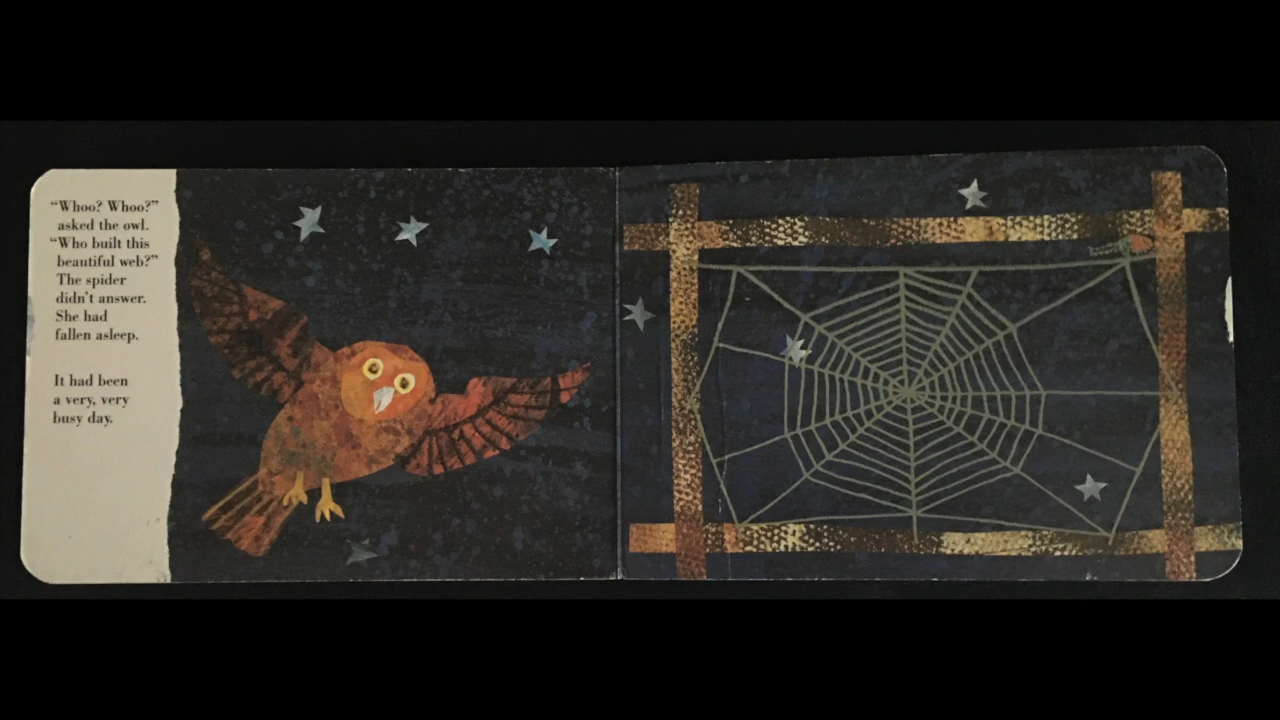 “Whoo? Whoo?”
asked the owl.
“Who built this
beautiful web?”
The spider
didn’t answer.
She had
fallen asleep.
It had been
a very, very
busy day.